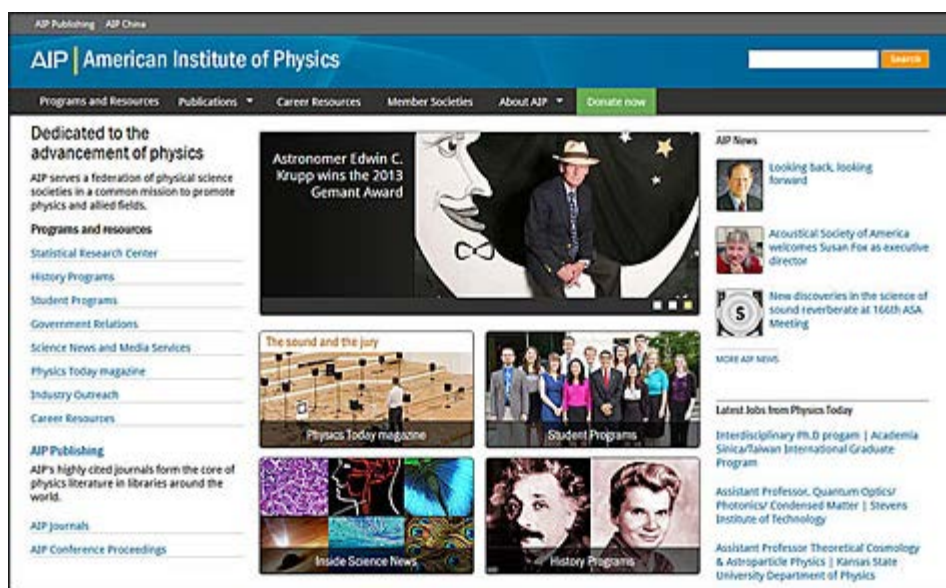 AIP Publishing AIP China
AIP | American Institute of Physics
Search
Programs and Resources Publications Career Resources Member Societies About AIP Donate now
Dedicated to the
advancement of physics
AIP serves a federation of physical science
societies in a common mission to promote
physics and allied fields.
Programs and resources
Statistical Research Center
History Programs
Student Programs
Government Relations
Science News and Media Services
Physics Today magazine
Industry Outreach
Career Resources
AIP Publishing
AIP's highly cited journals form the core of
physics literature in libraries around the
world.
AIP Journals
AIP Conference Proceedings
Astronomer Edwin C.
Krupp wins the 2013
Gemant Award
The sound and the jury
Physics Today magazine
Student Programs
Inside Science News
History Programs
AIP News
Looking back, looking
forward
Acoustical Society of America
welcomes Susan Fox as executive
director
S
New discoveries in the science of
sound reverberate at 166th ASA
Meeting
MORE AIP NEWS
Latest Jobs from Physics Today
Interdisciplinary Ph.D progam | Academia
Sinica/Taiwan International Graduate
Program
Assistant Professor, Quantum Optics/
Photonics/ Condensed Matter | Stevens
Institute of Technology
Assistant Professor Theoretical Cosmology
& Astroparticle Physics | Kansas State
University Department of Physics